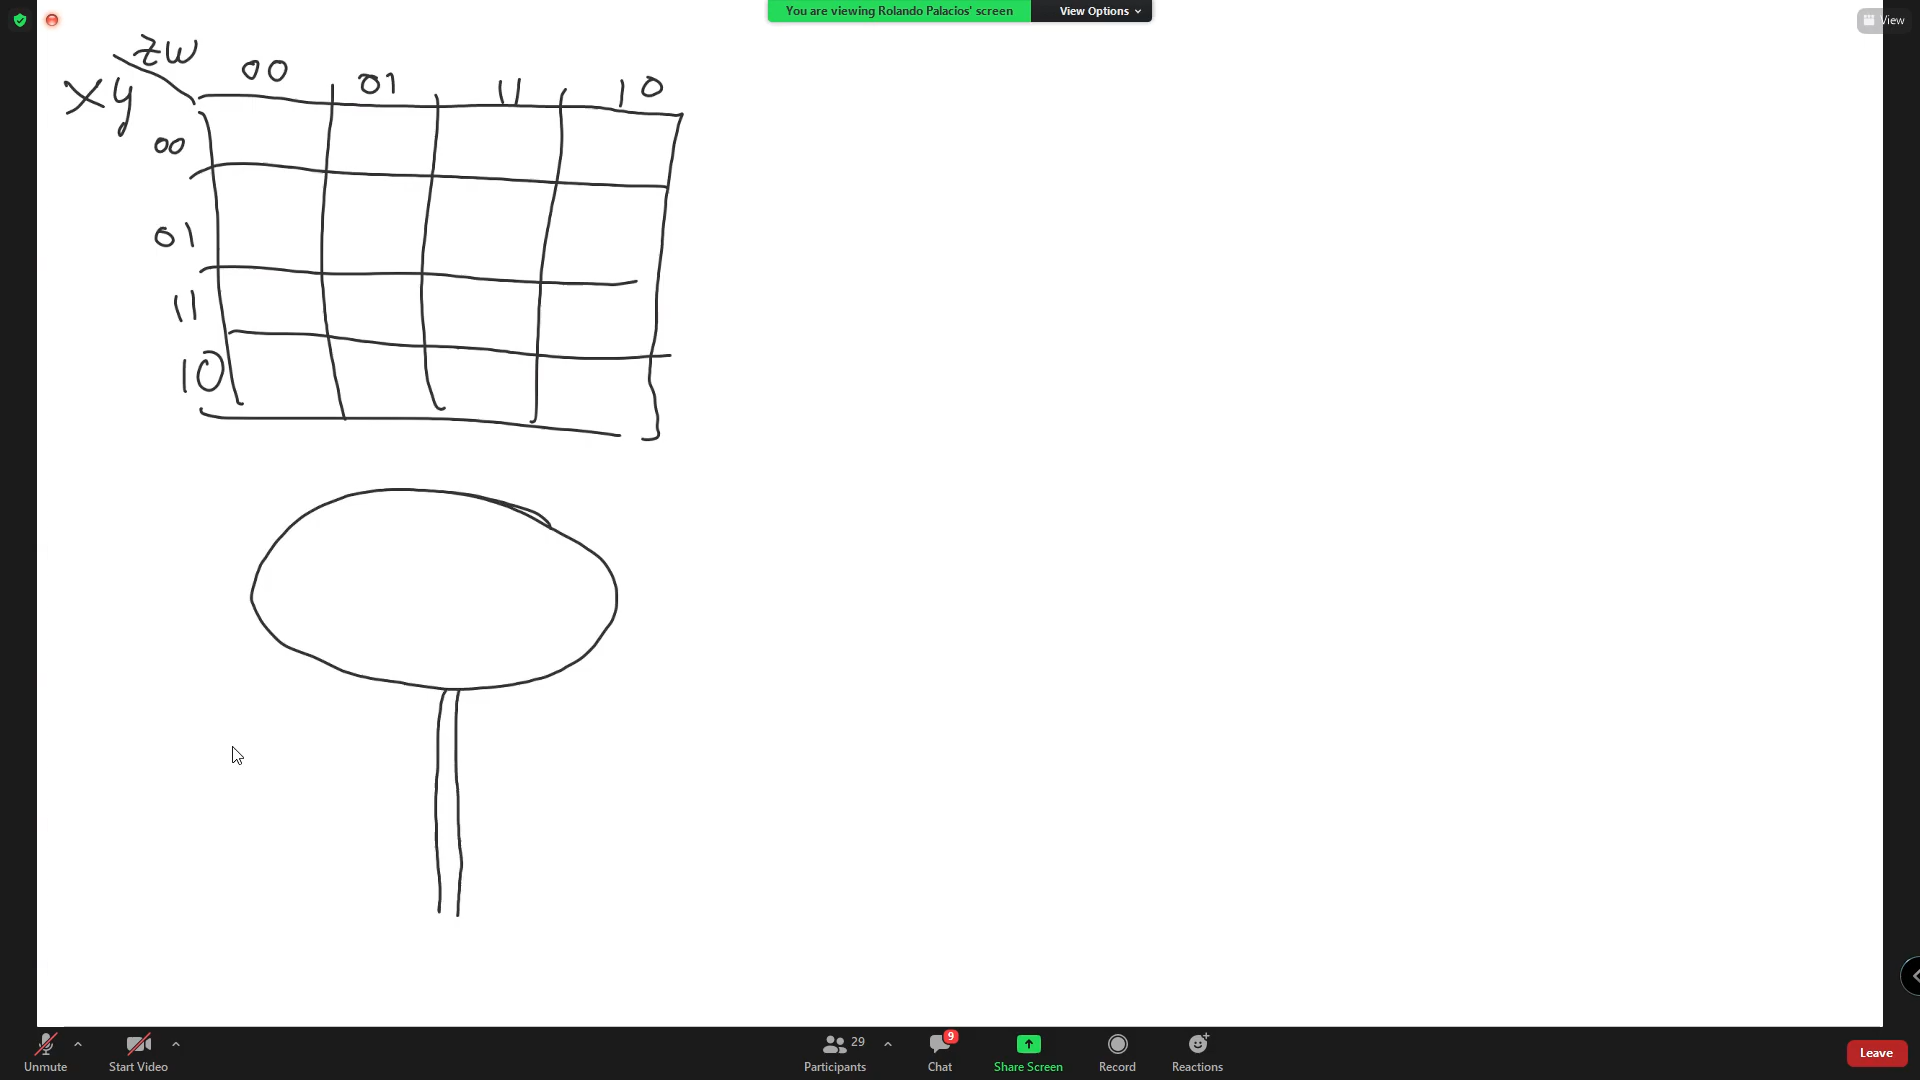 You are viewing Rolando Palacios' screen
View Options
View
zw
xy
00 01 11 10
00
01
11
10
Unmute
Start Video
29
Participants
9
Chat
Share Screen
Record
Reactions
Leave